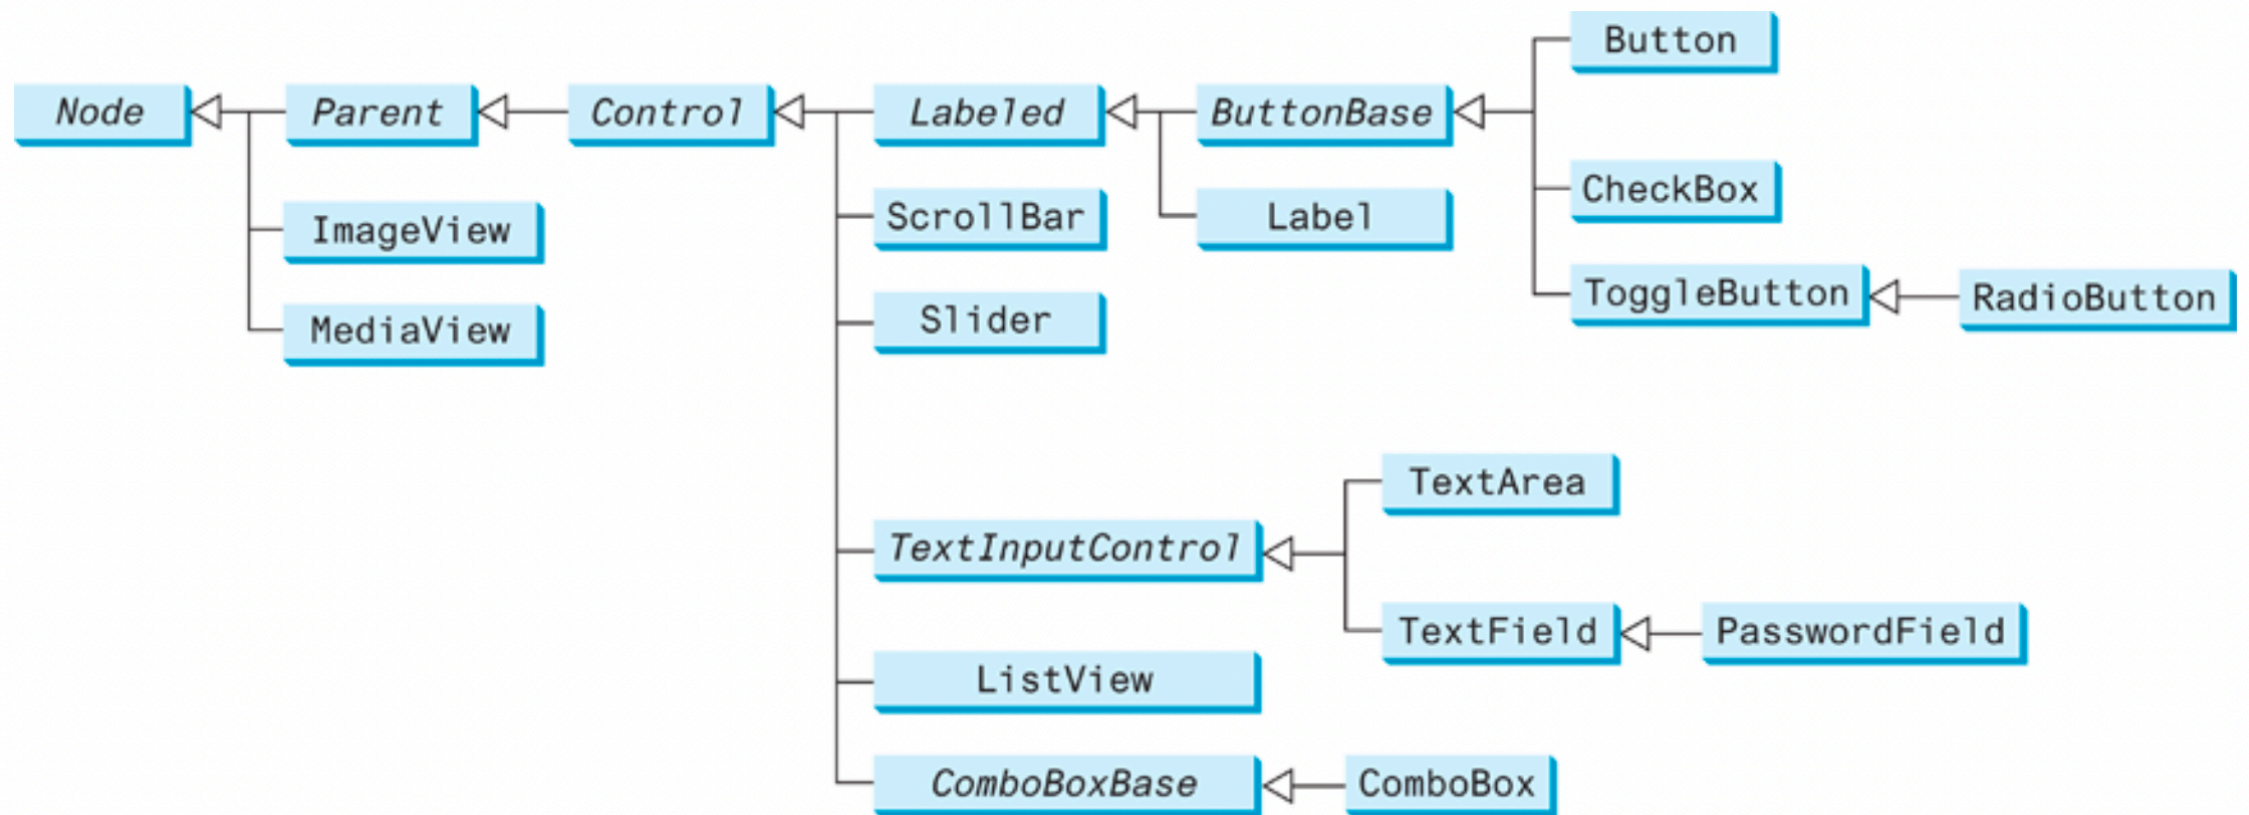 Button
Node
Parent
Control
Labeled
ButtonBase
CheckBox
ScrollBar
Label
ImageView
ToggleButton
RadioButton
Slider
MediaView
TextArea
TextInputControl
TextField
PasswordField
ListView
ComboBoxBase
ComboBox